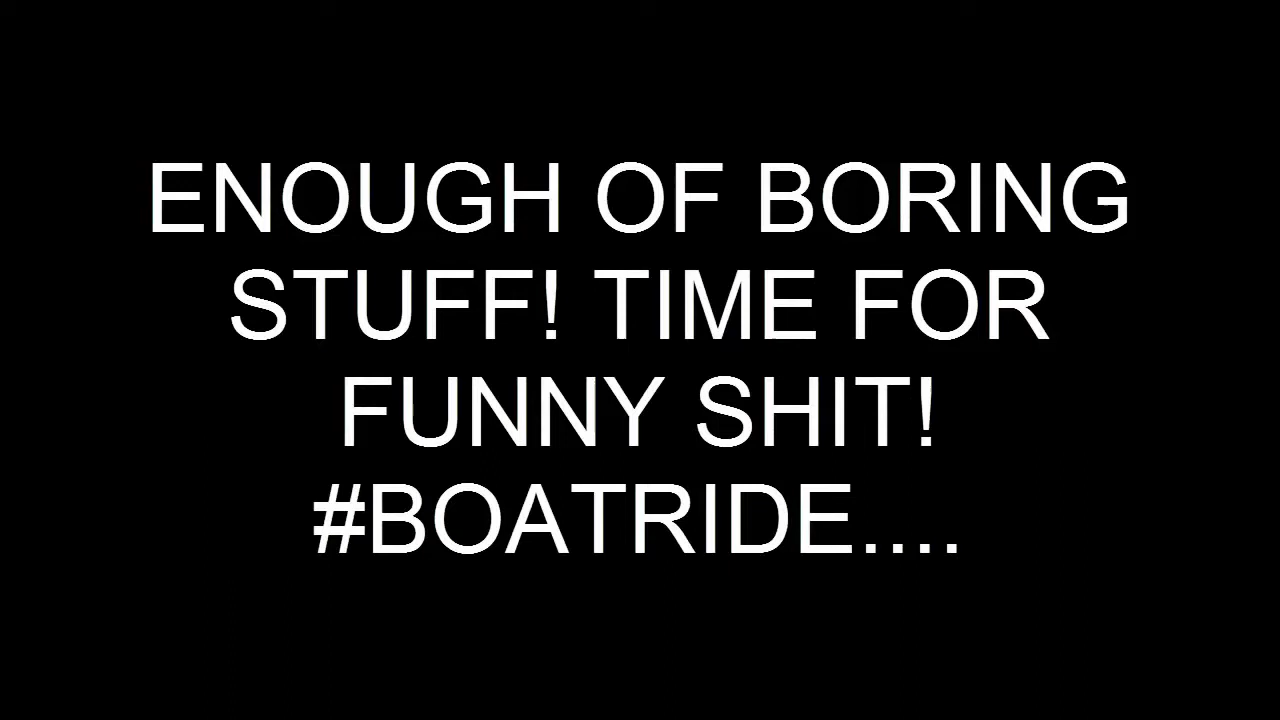 ENOUGH OF BORING
STUFF! TIME FOR
FUNNY SHIT!
#BOATRIDE....